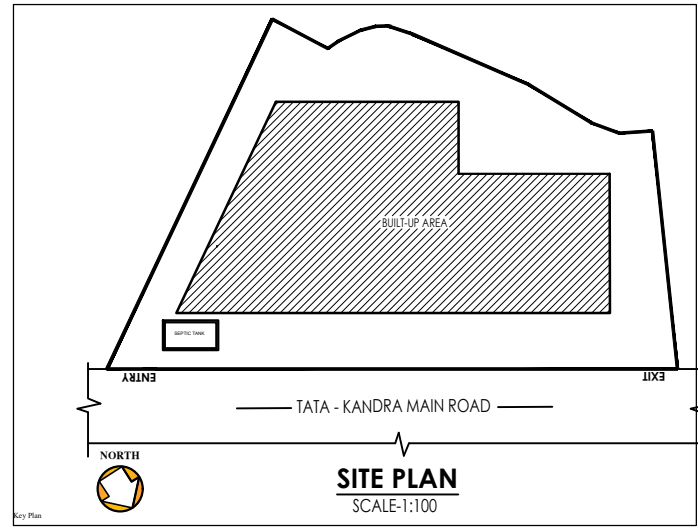 BUILT-UP AREA
SEPTIC TANK
ENTRY
EXIT
TATA - KANDRA MAIN ROAD
NORTH
SITE PLAN
SCALE-1:100
Key Plan